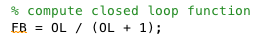 % compute closed loop function
FB = OL / (OL + 1);